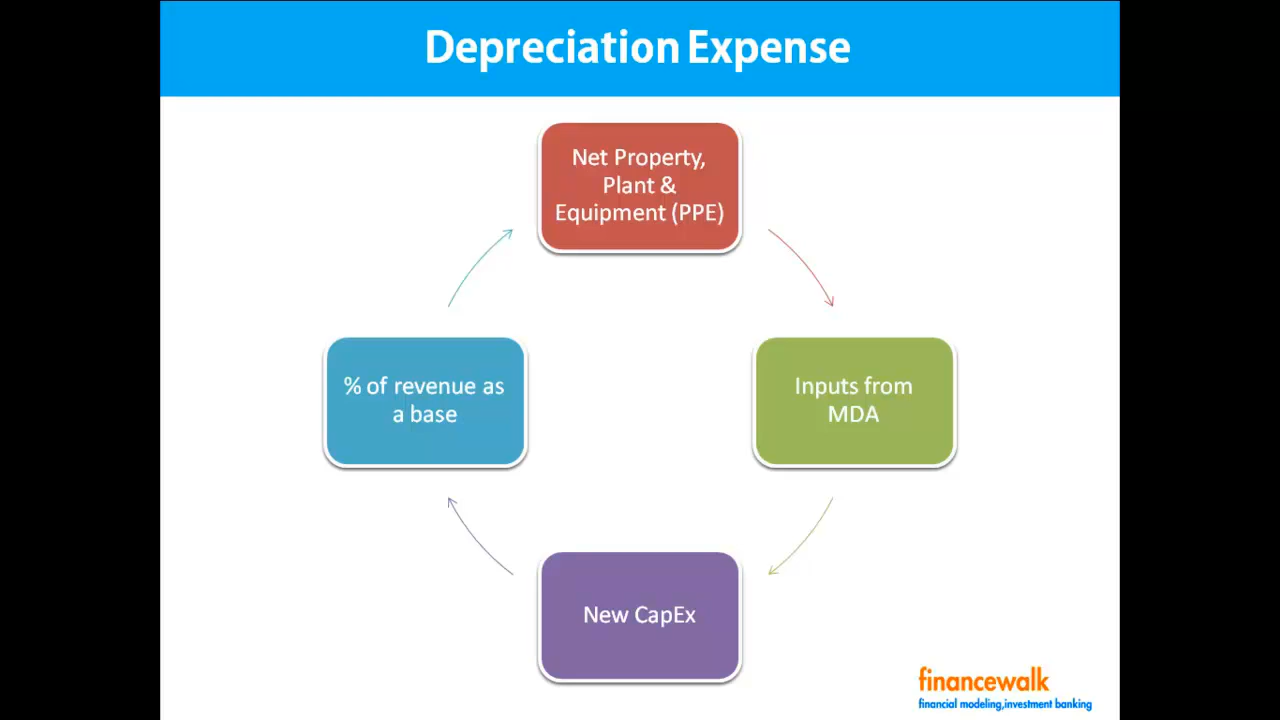 Depreciation Expense
Net Property,
Plant &
Equipment (PPE)
% of revenue as
a base
Inputs from
MDA
New CapEx
financewalk
financial modeling,investment banking